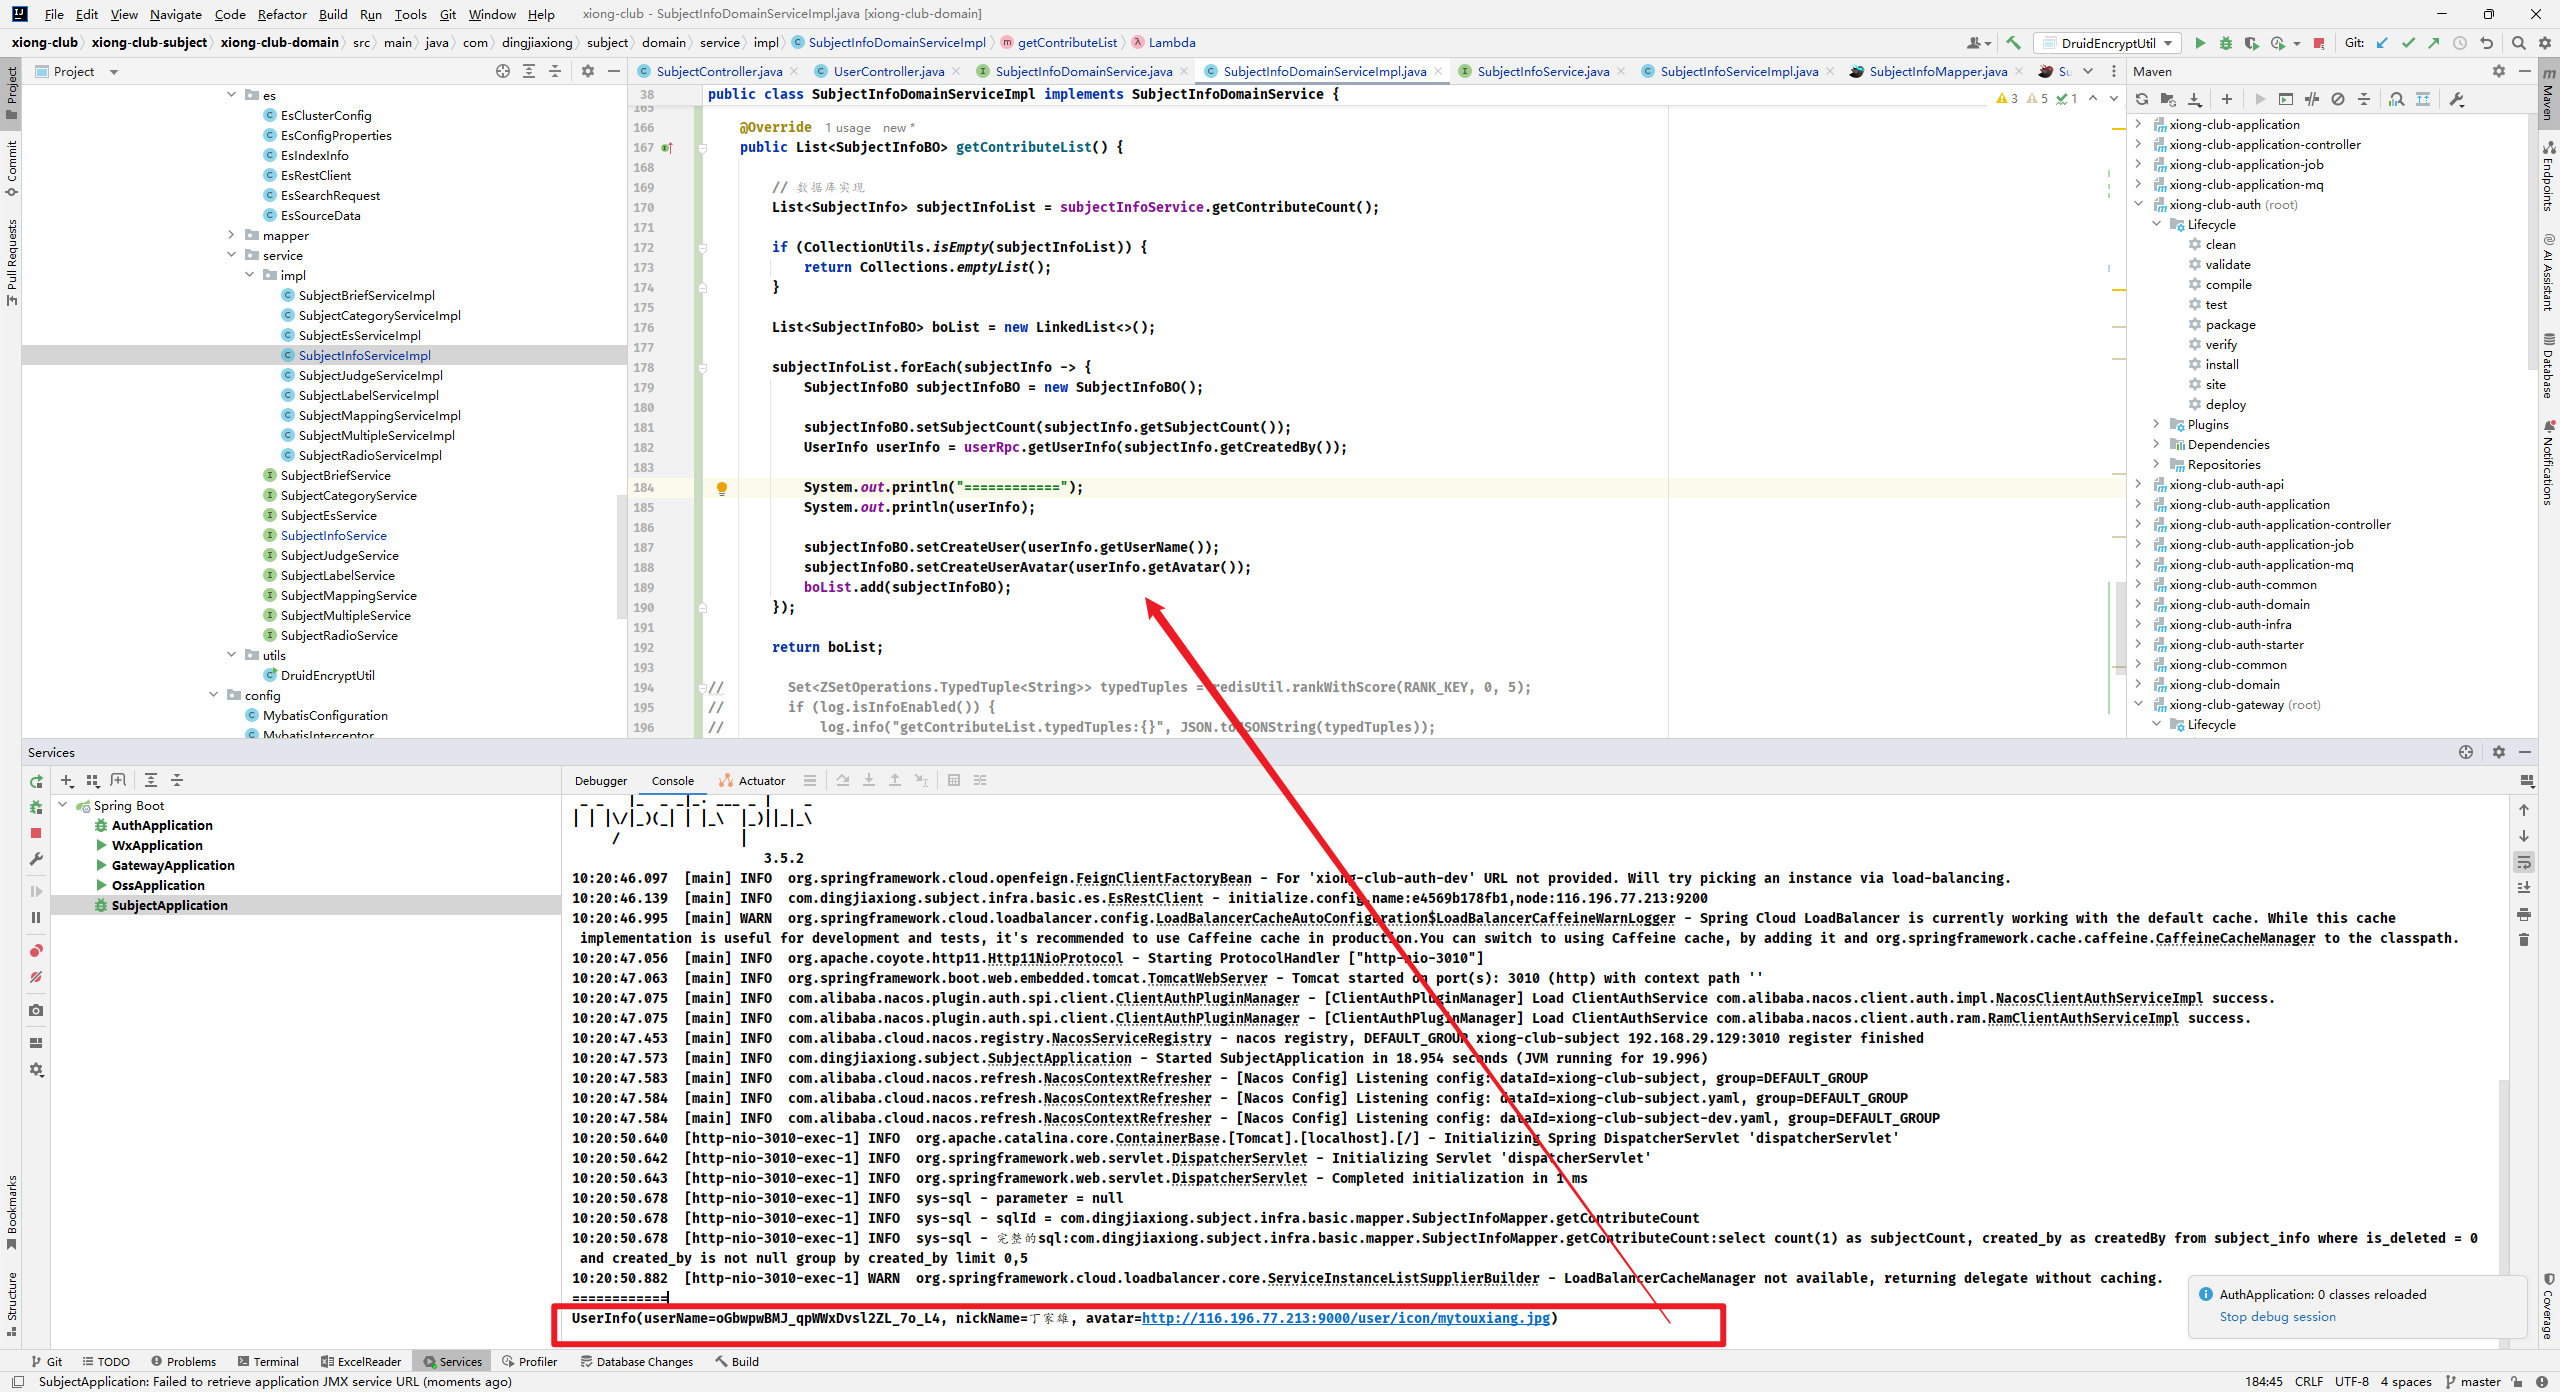 File Edit View Navigate Code Refactor Build Run Tools Git Window Help xiong-club - SubjectInfoDomainServiceImpl.java [xiong-club-domain]
xiong-club xiong-club-subject xiong-club-domain src main java com dingjiaxiong subject domain service impl SubjectInfoDomainServiceImpl getContributeList Lambda DruidEncryptUtil Git:
Project
Commit
Pull Requests
Bookmarks
Structure
Project
es
EsClusterConfig
EsConfigProperties
EsIndexInfo
EsRestClient
EsSearchRequest
EsSourceData
mapper
service
impl
SubjectBriefServiceImpl
SubjectCategoryServiceImpl
SubjectEsServiceImpl
SubjectInfoServiceImpl
SubjectJudgeServiceImpl
SubjectLabelServiceImpl
SubjectMappingServiceImpl
SubjectMultipleServiceImpl
SubjectRadioServiceImpl
SubjectBriefService
SubjectCategoryService
SubjectEsService
SubjectInfoService
SubjectJudgeService
SubjectLabelService
SubjectMappingService
SubjectMultipleService
SubjectRadioService
utils
DruidEncryptUtil
config
MybatisConfiguration
MybatisInterceptor
SubjectController.java UserController.java SubjectInfoDomainService.java SubjectInfoDomainServiceImpl.java SubjectInfoService.java SubjectInfoServiceImpl.java SubjectInfoMapper.java Su
38 public class SubjectInfoDomainServiceImpl implements SubjectInfoDomainService {
3 5 1
165
166 @Override 1 usage new *
167 public List<SubjectInfoBO> getContributeList() {
168
169 // 数据库实现
170 List<SubjectInfo> subjectInfoList = subjectInfoService.getContributeCount();
171
172 if (CollectionUtils.isEmpty(subjectInfoList)) {
173 return Collections.emptyList();
174 }
175
176 List<SubjectInfoBO> boList = new LinkedList<>();
177
178 subjectInfoList.forEach(subjectInfo -> {
179 SubjectInfoBO subjectInfoBO = new SubjectInfoBO();
180
181 subjectInfoBO.setSubjectCount(subjectInfo.getSubjectCount());
182 UserInfo userInfo = userRpc.getUserInfo(subjectInfo.getCreatedBy());
183
184 System.out.println("============");
185 System.out.println(userInfo);
186
187 subjectInfoBO.setCreateUser(userInfo.getUserName());
188 subjectInfoBO.setCreateUserAvatar(userInfo.getAvatar());
189 boList.add(subjectInfoBO);
190 });
191
192 return boList;
193
194 // Set<ZSetOperations.TypedTuple<String>> typedTuples = redisUtil.rankWithScore(RANK_KEY, 0, 5);
195 // if (log.isInfoEnabled()) {
196 // log.info("getContributeList.typedTuples:{}", JSON.toJSONString(typedTuples));
Maven
xiong-club-application
xiong-club-application-controller
xiong-club-application-job
xiong-club-application-mq
xiong-club-auth (root)
Lifecycle
clean
validate
compile
test
package
verify
install
site
deploy
Plugins
Dependencies
Repositories
xiong-club-auth-api
xiong-club-auth-application
xiong-club-auth-application-controller
xiong-club-auth-application-job
xiong-club-auth-application-mq
xiong-club-auth-common
xiong-club-auth-domain
xiong-club-auth-infra
xiong-club-auth-starter
xiong-club-common
xiong-club-domain
xiong-club-gateway (root)
Lifecycle
Maven
Endpoints
AI Assistant
Database
Notifications
Coverage
Services
Spring Boot
AuthApplication
WxApplication
GatewayApplication
OssApplication
SubjectApplication
Debugger Console Actuator
3.5.2
10:20:46.097 [main] INFO org.springframework.cloud.openfeign.FeignClientFactoryBean - For 'xiong-club-auth-dev' URL not provided. Will try picking an instance via load-balancing.
10:20:46.139 [main] INFO com.dingjiaxiong.subject.infra.basic.es.EsRestClient - initialize.config.name:e4569b178fb1,node:116.196.77.213:9200
10:20:46.995 [main] WARN org.springframework.cloud.loadbalancer.config.LoadBalancerCacheAutoConfiguration$LoadBalancerCaffeineWarnLogger - Spring Cloud LoadBalancer is currently working with the default cache. While this cache
implementation is useful for development and tests, it's recommended to use Caffeine cache in production.You can switch to using Caffeine cache, by adding it and org.springframework.cache.caffeine.CaffeineCacheManager to the classpath.
10:20:47.056 [main] INFO org.apache.coyote.http11.Http11NioProtocol - Starting ProtocolHandler ["http-nio-3010"]
10:20:47.063 [main] INFO org.springframework.boot.web.embedded.tomcat.TomcatWebServer - Tomcat started on port(s): 3010 (http) with context path ''
10:20:47.075 [main] INFO com.alibaba.nacos.plugin.auth.spi.client.ClientAuthPluginManager - [ClientAuthPluginManager] Load ClientAuthService com.alibaba.nacos.client.auth.impl.NacosClientAuthServiceImpl success.
10:20:47.075 [main] INFO com.alibaba.nacos.plugin.auth.spi.client.ClientAuthPluginManager - [ClientAuthPluginManager] Load ClientAuthService com.alibaba.nacos.client.auth.ram.RamClientAuthServiceImpl success.
10:20:47.453 [main] INFO com.alibaba.cloud.nacos.registry.NacosServiceRegistry - nacos registry, DEFAULT_GROUP xiong-club-subject 192.168.29.129:3010 register finished
10:20:47.573 [main] INFO com.dingjiaxiong.subject.SubjectApplication - Started SubjectApplication in 18.954 seconds (JVM running for 19.996)
10:20:47.583 [main] INFO com.alibaba.cloud.nacos.refresh.NacosContextRefresher - [Nacos Config] Listening config: dataId=xiong-club-subject, group=DEFAULT_GROUP
10:20:47.584 [main] INFO com.alibaba.cloud.nacos.refresh.NacosContextRefresher - [Nacos Config] Listening config: dataId=xiong-club-subject.yaml, group=DEFAULT_GROUP
10:20:47.584 [main] INFO com.alibaba.cloud.nacos.refresh.NacosContextRefresher - [Nacos Config] Listening config: dataId=xiong-club-subject-dev.yaml, group=DEFAULT_GROUP
10:20:50.640 [http-nio-3010-exec-1] INFO org.apache.catalina.core.ContainerBase.[Tomcat].[localhost].[/] - Initializing Spring DispatcherServlet 'dispatcherServlet'
10:20:50.642 [http-nio-3010-exec-1] INFO org.springframework.web.servlet.DispatcherServlet - Initializing Servlet 'dispatcherServlet'
10:20:50.643 [http-nio-3010-exec-1] INFO org.springframework.web.servlet.DispatcherServlet - Completed initialization in 1 ms
10:20:50.678 [http-nio-3010-exec-1] INFO sys-sql - parameter = null
10:20:50.678 [http-nio-3010-exec-1] INFO sys-sql - sqlId = com.dingjiaxiong.subject.infra.basic.mapper.SubjectInfoMapper.getContributeCount
10:20:50.678 [http-nio-3010-exec-1] INFO sys-sql - 完整的sql:com.dingjiaxiong.subject.infra.basic.mapper.SubjectInfoMapper.getContributeCount:select count(1) as subjectCount, created_by as createdBy from subject_info where is_deleted = 0
and created_by is not null group by created_by limit 0,5
10:20:50.882 [http-nio-3010-exec-1] WARN org.springframework.cloud.loadbalancer.core.ServiceInstanceListSupplierBuilder - LoadBalancerCacheManager not available, returning delegate without caching.
============
UserInfo(userName=oGbwpwBMJ_qpWWxDvsl2ZL_7o_L4, nickName=丁家雄, avatar=http://116.196.77.213:9000/user/icon/mytouxiang.jpg)
AuthApplication: 0 classes reloaded
Stop debug session
Git TODO Problems Terminal ExcelReader Services Profiler Database Changes Build
SubjectApplication: Failed to retrieve application JMX service URL (moments ago) 184:45 CRLF UTF-8 4 spaces master